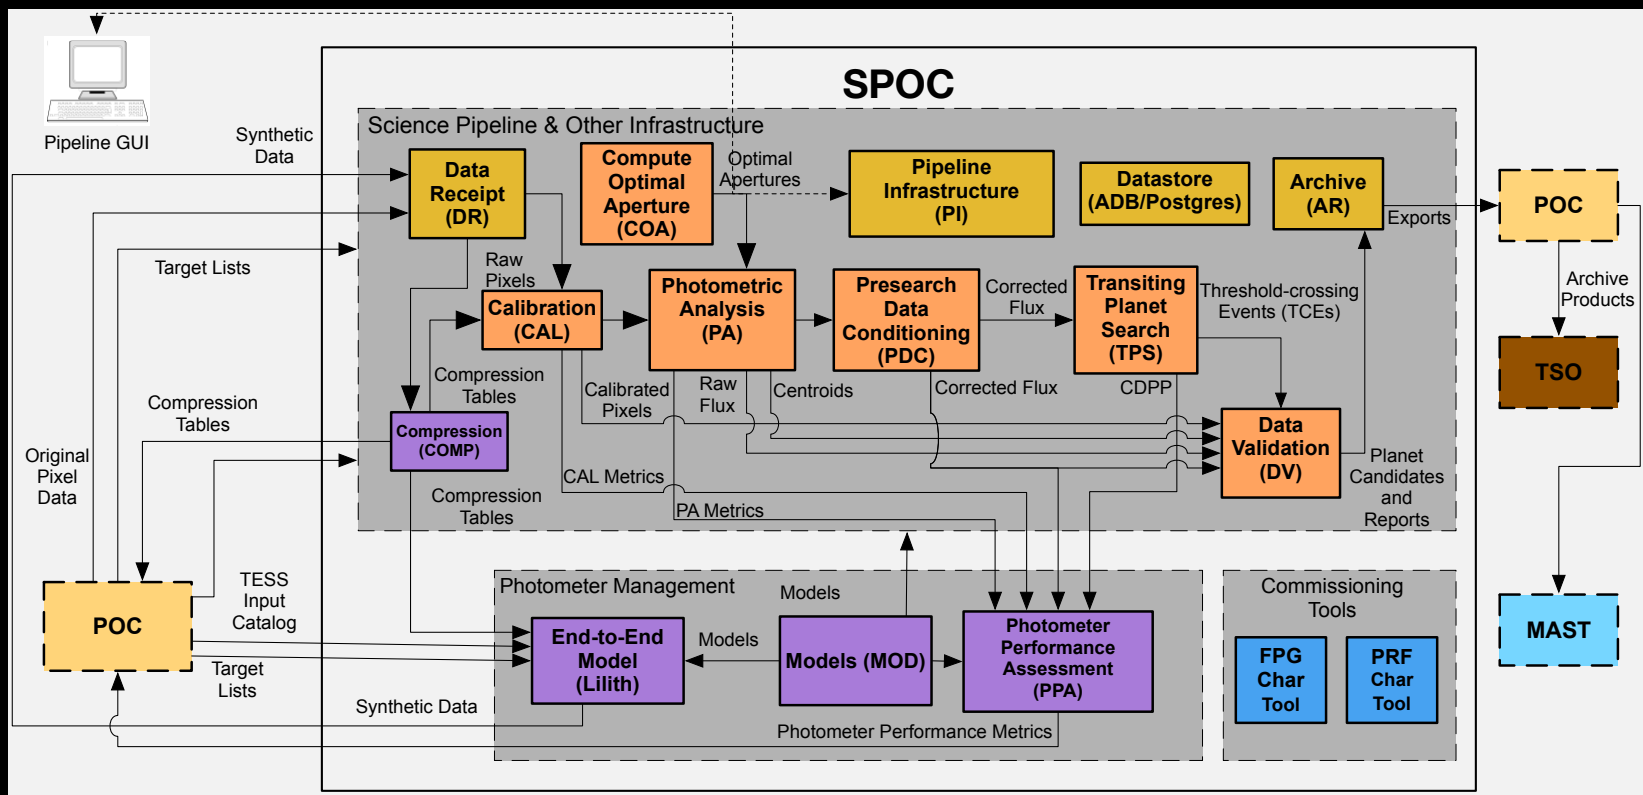 SPOC
Pipeline GUI
Science Pipeline & Other Infrastructure
Synthetic
Data
Data
Receipt
(DR)
Compute
Optimal
Aperture
(COA)
Optimal
Apertures
Pipeline
Infrastructure
(PI)
Datastore
(ADB/Postgres)
Archive
(AR)
Exports
POC
Target Lists
Raw
Pixels
Calibration
(CAL)
Photometric
Analysis
(PA)
Presearch
Data
Conditioning
(PDC)
Corrected
Flux
Transiting
Planet
Search
(TPS)
Threshold-crossing
Events (TCEs)
Archive
Products
TSO
Compression
Tables
Compression
Tables
Calibrated
Pixels
Raw
Flux
Centroids
Corrected Flux
CDPP
Compression
(COMP)
Data
Validation
(DV)
Original
Pixel
Data
CAL Metrics
Planet
Candidates
and
Reports
Compression
Tables
PA Metrics
TESS
Input
Catalog
POC
Target
Lists
Photometer Management
Models
End-to-End
Model
(Lilith)
Models
Models (MOD)
Photometer
Performance
Assessment
(PPA)
Synthetic Data
Photometer Performance Metrics
Commissioning
Tools
FPG
Char
Tool
PRF
Char
Tool
MAST